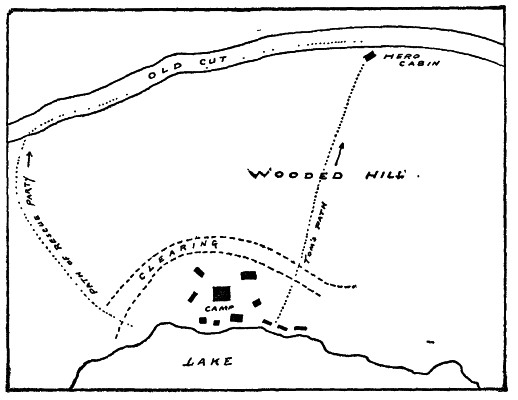 OLD CUT
HERO
CABIN
WOODED HILL.
PATH OF RESCUE PARTY
TOM'S PATH
CLEARING
CAMP
LAKE